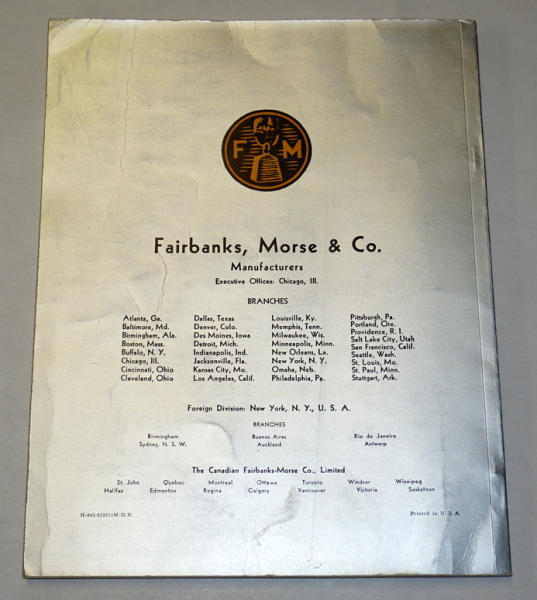 F M
Fairbanks, Morse & Co.
Manufacturers
Executive Offices: Chicago, Ill.
BRANCHES
Atlanta, Ga. Dallas, Texas Louisville, Ky. Pittsburgh, Pa.
Baltimore, Md. Denver, Colo. Memphis, Tenn. Portland, Ore.
Birmingham, Ala. Des Moines, Iowa Milwaukee, Wis. Providence, R. I.
Boston, Mass. Detroit, Mich. Minneapolis, Minn. Salt Lake City, Utah
Buffalo, N. Y. Indianapolis, Ind. New Orleans, La. San Francisco, Calif.
Chicago, Ill. Jacksonville, Fla. New York, N. Y. Seattle, Wash.
Cincinnati, Ohio Kansas City, Mo. Omaha, Neb. St. Louis, Mo.
Cleveland, Ohio Los Angeles, Calif. Philadelphia, Pa. St. Paul, Minn.
Stuttgart, Ark.
Foreign Division: New York, N. Y., U. S. A.
BRANCHES
Birmingham Buenos Aires Rio de Janeiro
Sydney, N. S. W. Auckland Antwerp
The Canadian Fairbanks-Morse Co., Limited
St. John Quebec Montreal Ottawa Toronto Windsor Winnipeg
Halifax Edmonton Regina Calgary Vancouver Victoria Saskatoon
Printed in U. S. A.